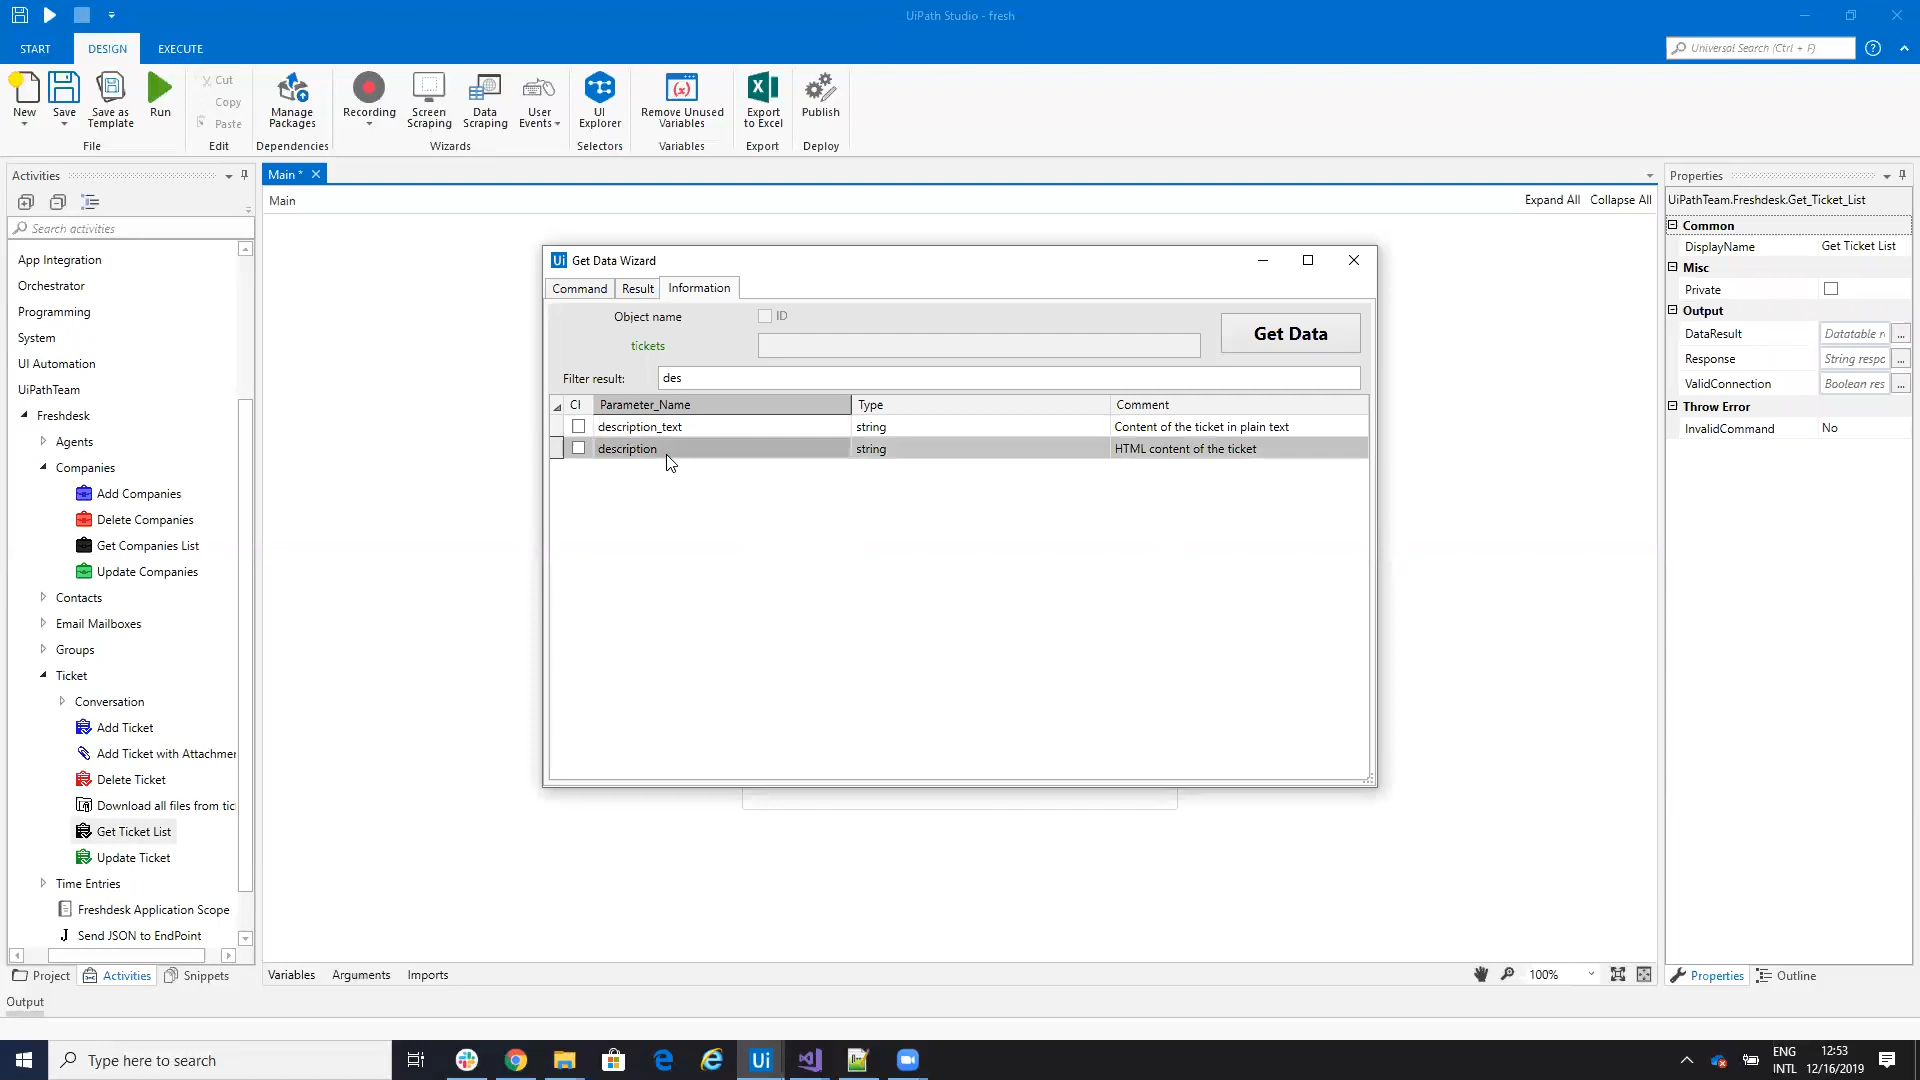 UiPath Studio - fresh
START DESIGN EXECUTE
Universal Search (Ctrl + F)
New
Save
Save as
Template
Run
Cut
Copy
Paste
Manage
Packages
Recording
Screen
Scraping
Data
Scraping
User
Events
UI
Explorer
Remove Unused
Variables
Export
to Excel
Publish
File Edit Dependencies Wizards Selectors Variables Export Deploy
Activities
Search activities
App Integration
Orchestrator
Programming
System
UI Automation
UiPathTeam
Freshdesk
Agents
Companies
Add Companies
Delete Companies
Get Companies List
Update Companies
Contacts
Email Mailboxes
Groups
Ticket
Conversation
Add Ticket
Add Ticket with Attachmer
Delete Ticket
Download all files from tic
Get Ticket List
Update Ticket
Time Entries
Freshdesk Application Scope
Send JSON to EndPoint
Project Activities Snippets
Output
Main *
Main
Expand All Collapse All
Ui Get Data Wizard
Command Result Information
Object name
ID
tickets
Get Data
Filter result: des
Cl Parameter_Name Type Comment
description_text string Content of the ticket in plain text
description string HTML content of the ticket
Variables Arguments Imports
100%
Properties
UiPathTeam.Freshdesk.Get_Ticket_List
Common
DisplayName Get Ticket List
Misc
Private
Output
DataResult Datatable r ...
Response String respo ...
ValidConnection Boolean res ...
Throw Error
InvalidCommand No
Properties Outline
Type here to search
Ui
ENG
INTL
12:53
12/16/2019